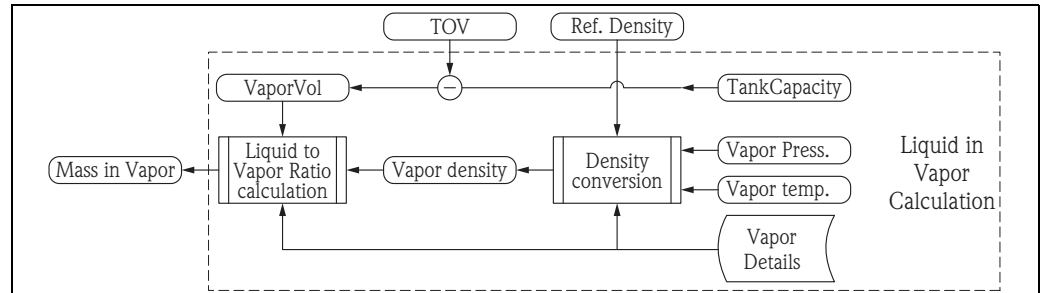 TOV
Ref. Density
VaporVol
−
TankCapacity
Mass in Vapor
Liquid to
Vapor Ratio
calculation
Vapor density
Density
conversion
Vapor Press.
Vapor temp.
Vapor
Details
Liquid in
Vapor
Calculation